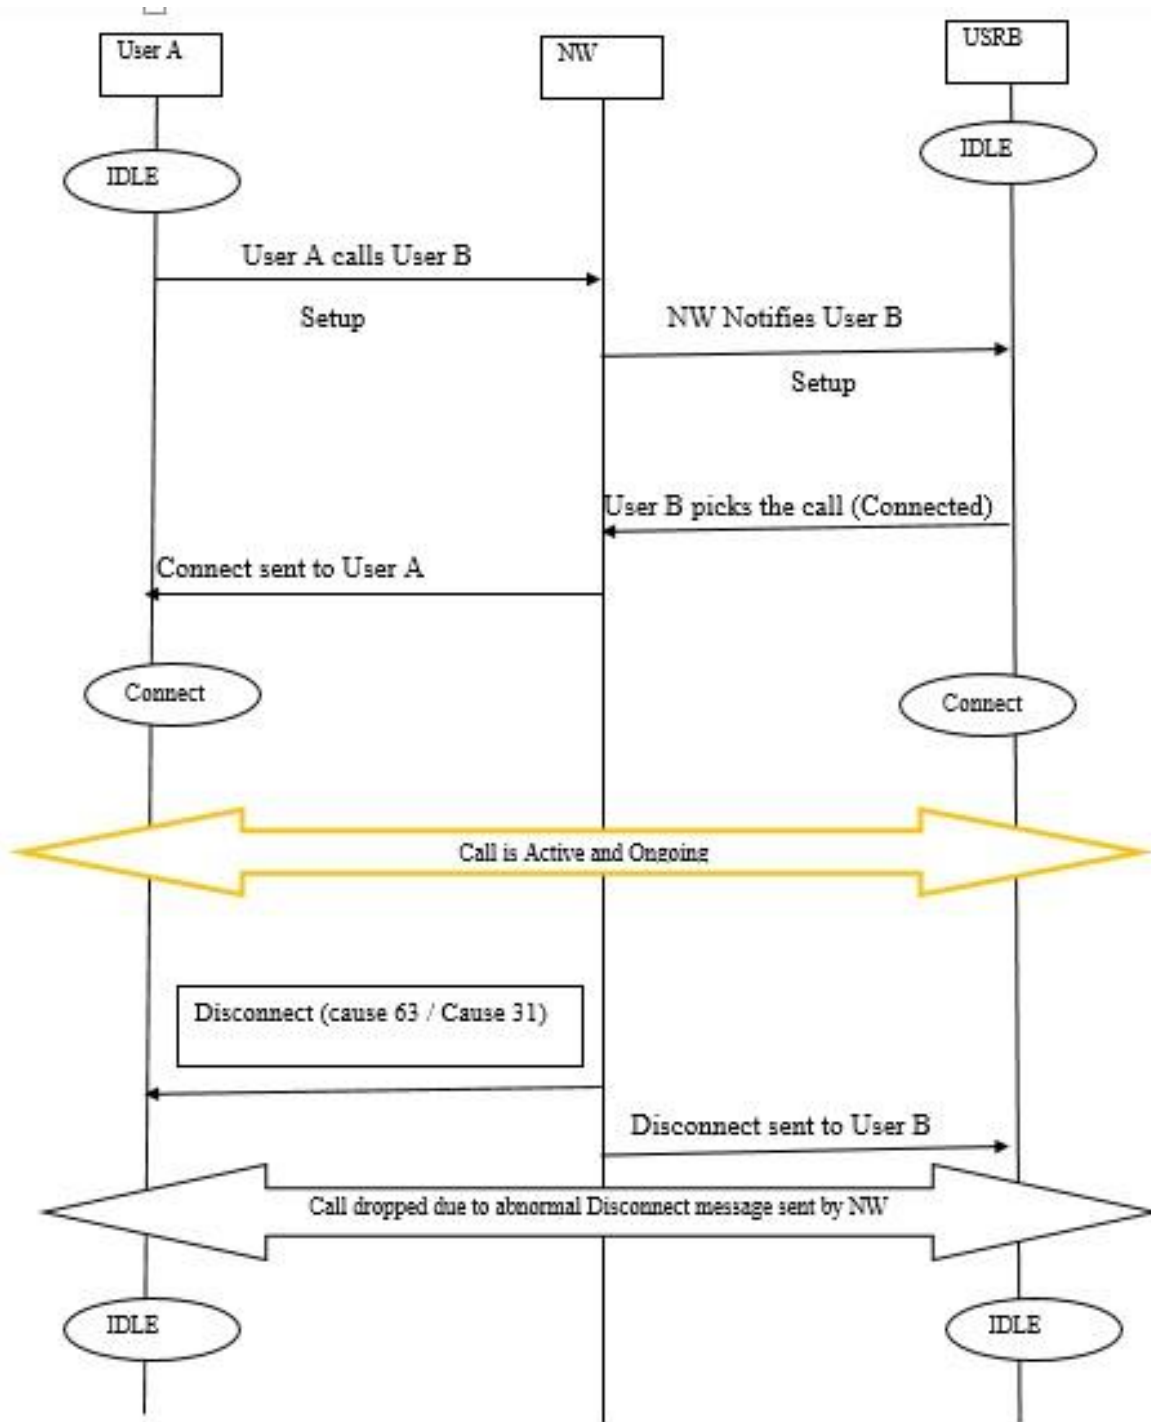 User A
NW
USRB
IDLE
IDLE
User A calls User B
Setup
NW Notifies User B
Setup
User B picks the call (Connected)
Connect sent to User A
Connect
Connect
Call is Active and Ongoing
Disconnect (cause 63 / Cause 31)
Disconnect sent to User B
Call dropped due to abnormal Disconnect message sent by NW
IDLE
IDLE